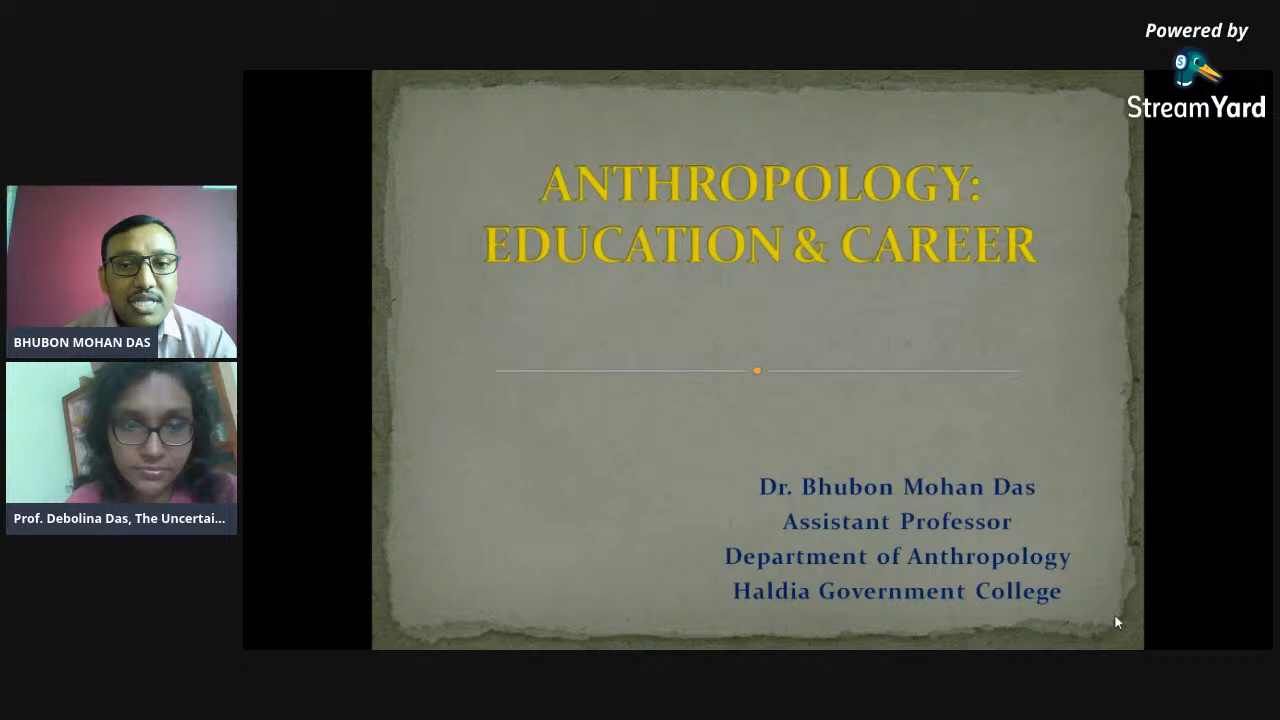 Powered by
StreamYard
ANTHROPOLOGY:
EDUCATION & CAREER
BHUBON MOHAN DAS
Prof. Debolina Das, The Uncertai...
Dr. Bhubon Mohan Das
Assistant Professor
Department of Anthropology
Haldia Government College